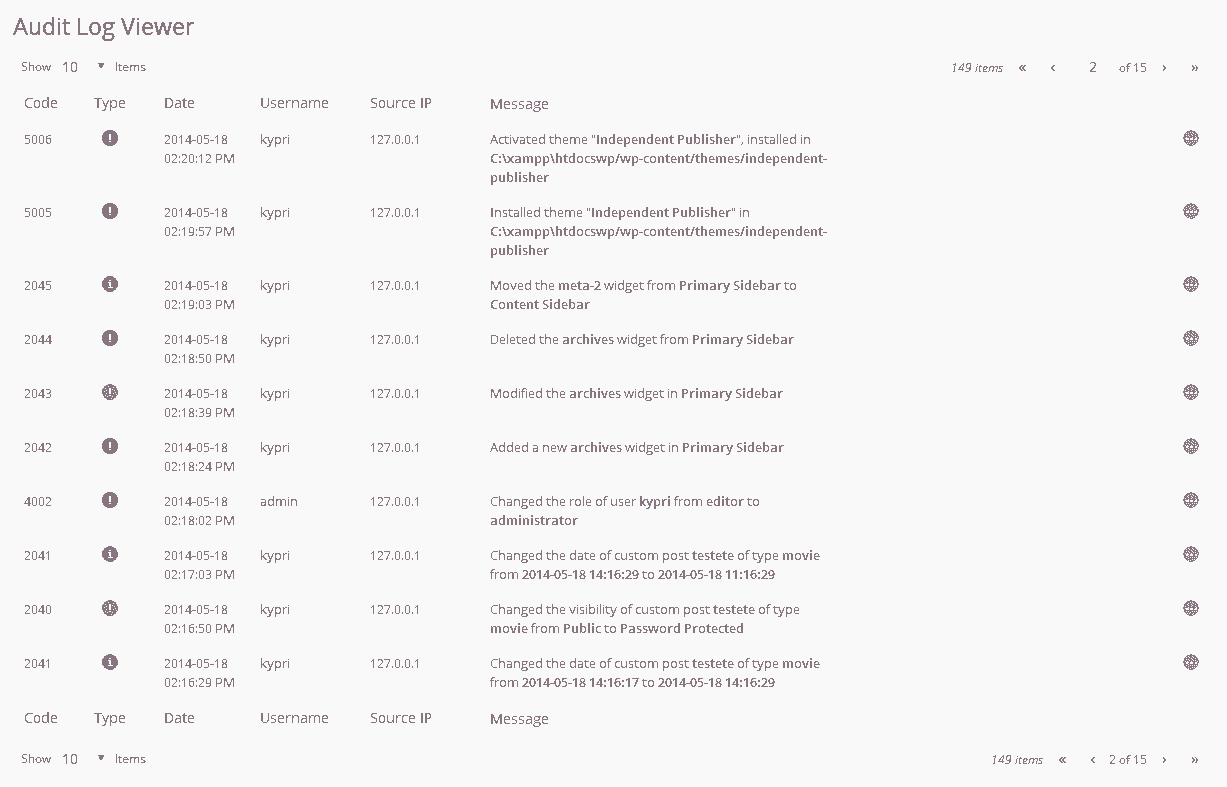 Audit Log Viewer
Show 10 ▼ Items 149 items « ‹ 2 of 15 › »
Code Type Date Username Source IP Message
5006 2014-05-18 kypri 127.0.0.1 Activated theme "Independent Publisher", installed in
02:20:12 PM C:\xampp\htdocswp/wp-content/themes/independent-
publisher
5005 2014-05-18 kypri 127.0.0.1 Installed theme "Independent Publisher" in
02:19:57 PM C:\xampp\htdocswp/wp-content/themes/independent-
publisher
2045 2014-05-18 kypri 127.0.0.1 Moved the meta-2 widget from Primary Sidebar to
02:19:03 PM Content Sidebar
2044 2014-05-18 kypri 127.0.0.1 Deleted the archives widget from Primary Sidebar
02:18:50 PM
2043 2014-05-18 kypri 127.0.0.1 Modified the archives widget in Primary Sidebar
02:18:39 PM
2042 2014-05-18 kypri 127.0.0.1 Added a new archives widget in Primary Sidebar
02:18:24 PM
4002 2014-05-18 admin 127.0.0.1 Changed the role of user kypri from editor to
02:18:02 PM administrator
2041 2014-05-18 kypri 127.0.0.1 Changed the date of custom post testete of type movie
02:17:03 PM from 2014-05-18 14:16:29 to 2014-05-18 11:16:29
2040 2014-05-18 kypri 127.0.0.1 Changed the visibility of custom post testete of type
02:16:50 PM movie from Public to Password Protected
2041 2014-05-18 kypri 127.0.0.1 Changed the date of custom post testete of type movie
02:16:29 PM from 2014-05-18 14:16:17 to 2014-05-18 14:16:29
Code Type Date Username Source IP Message
Show 10 ▼ Items 149 items « ‹ 2 of 15 › »